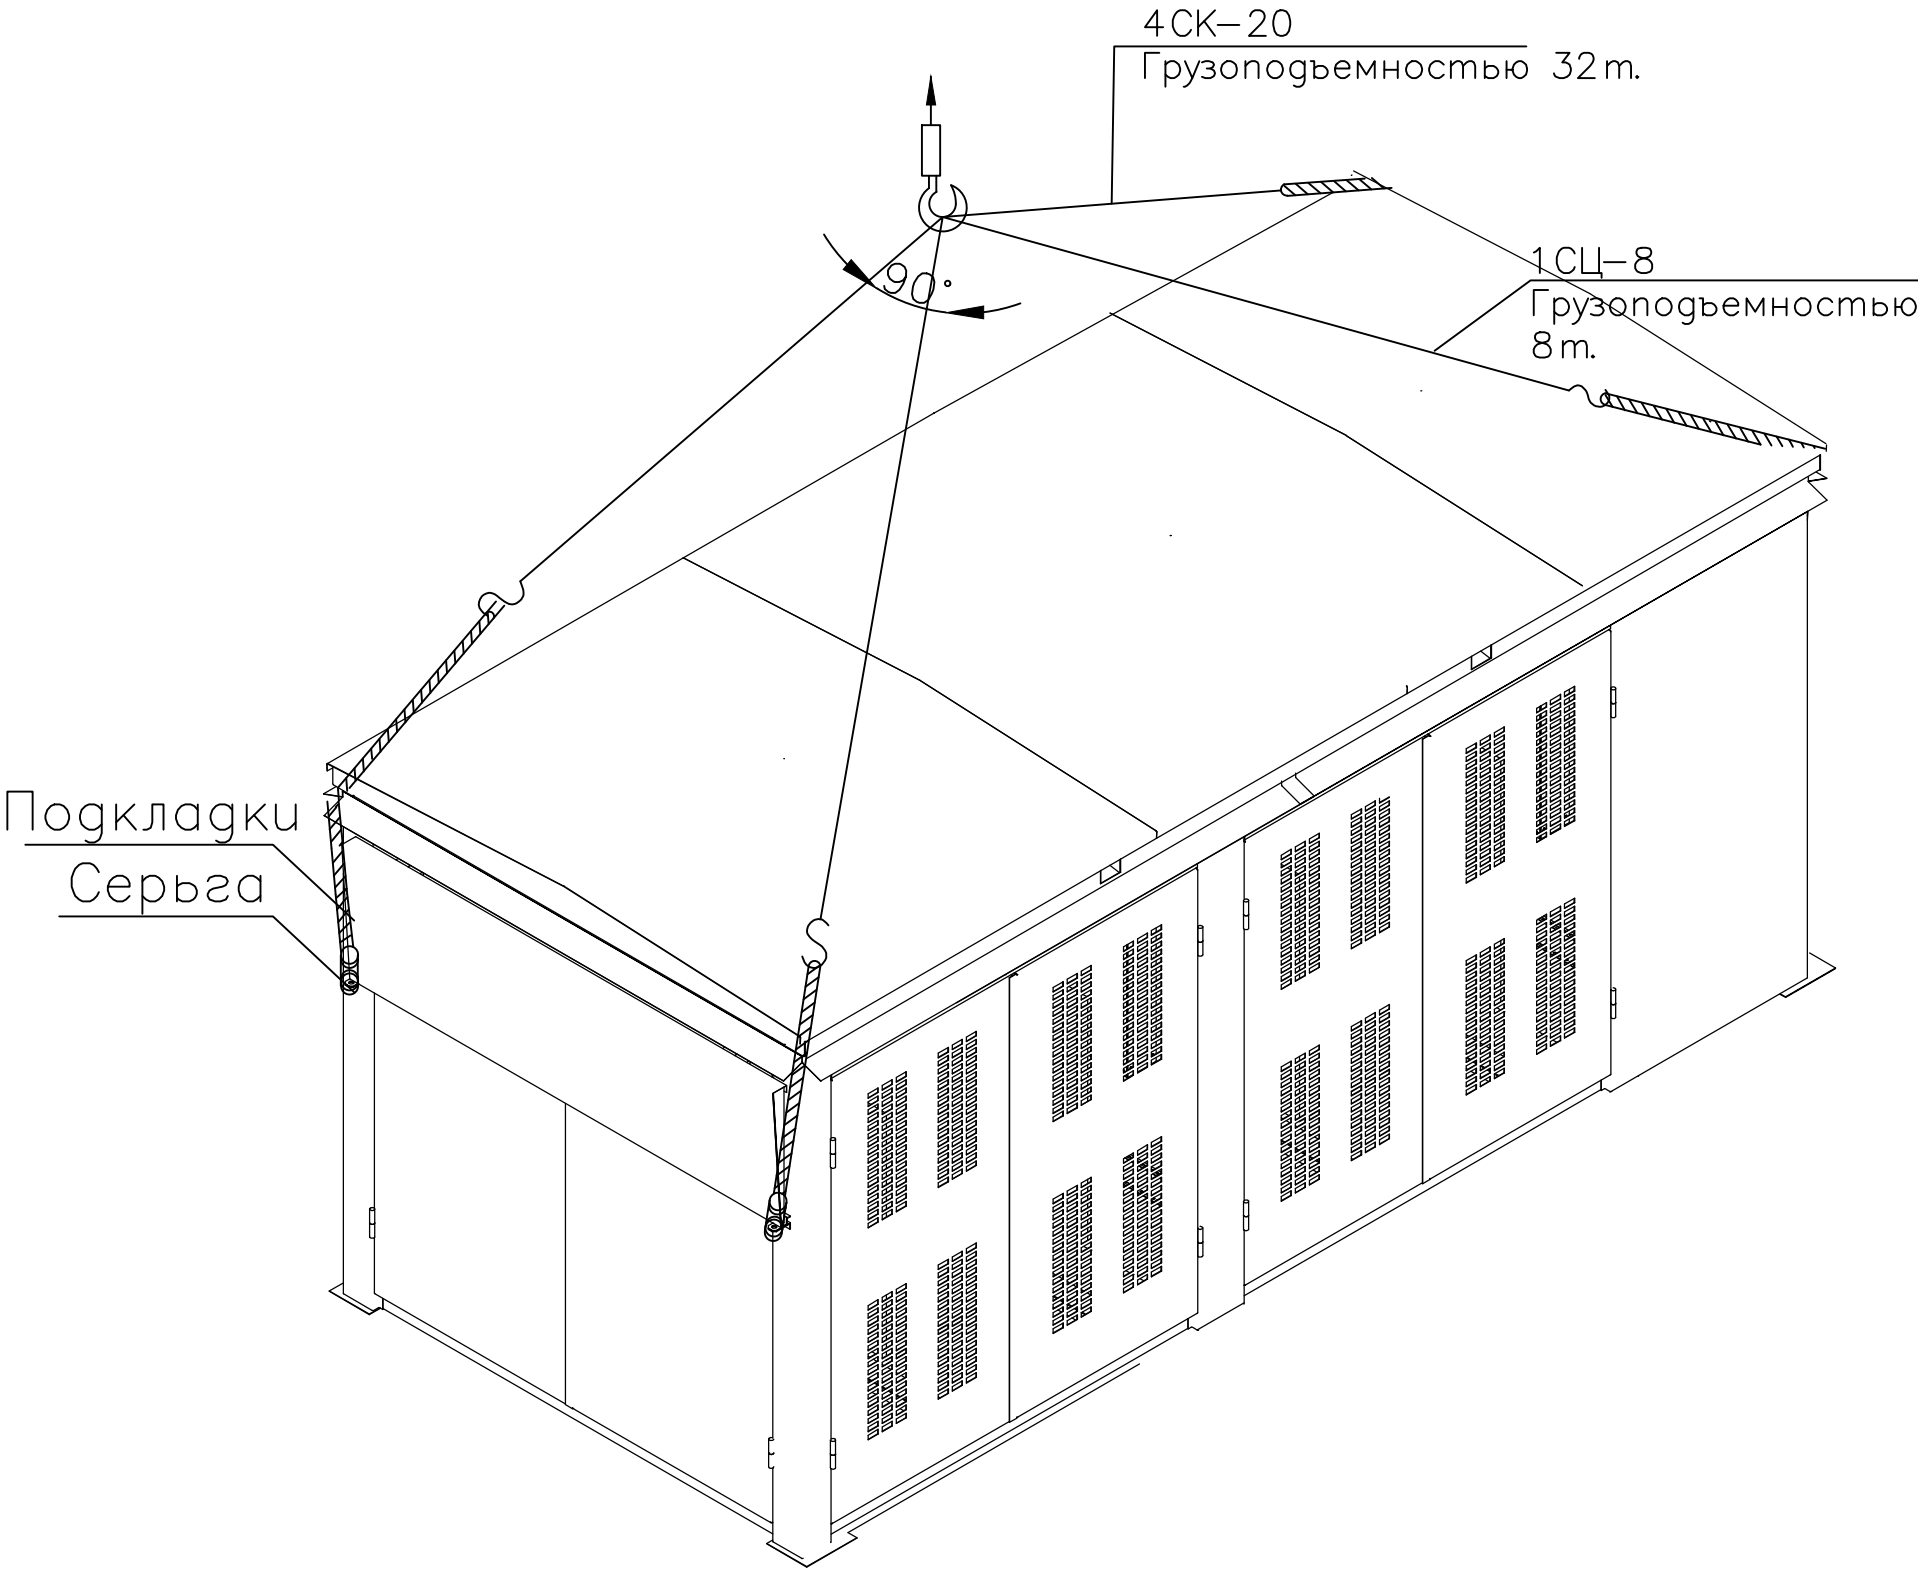 4СК-20
Грузоподъемностью 32т.
1СЦ-8
Грузоподъемностью
8т.
90°
Подкладки
Серьга